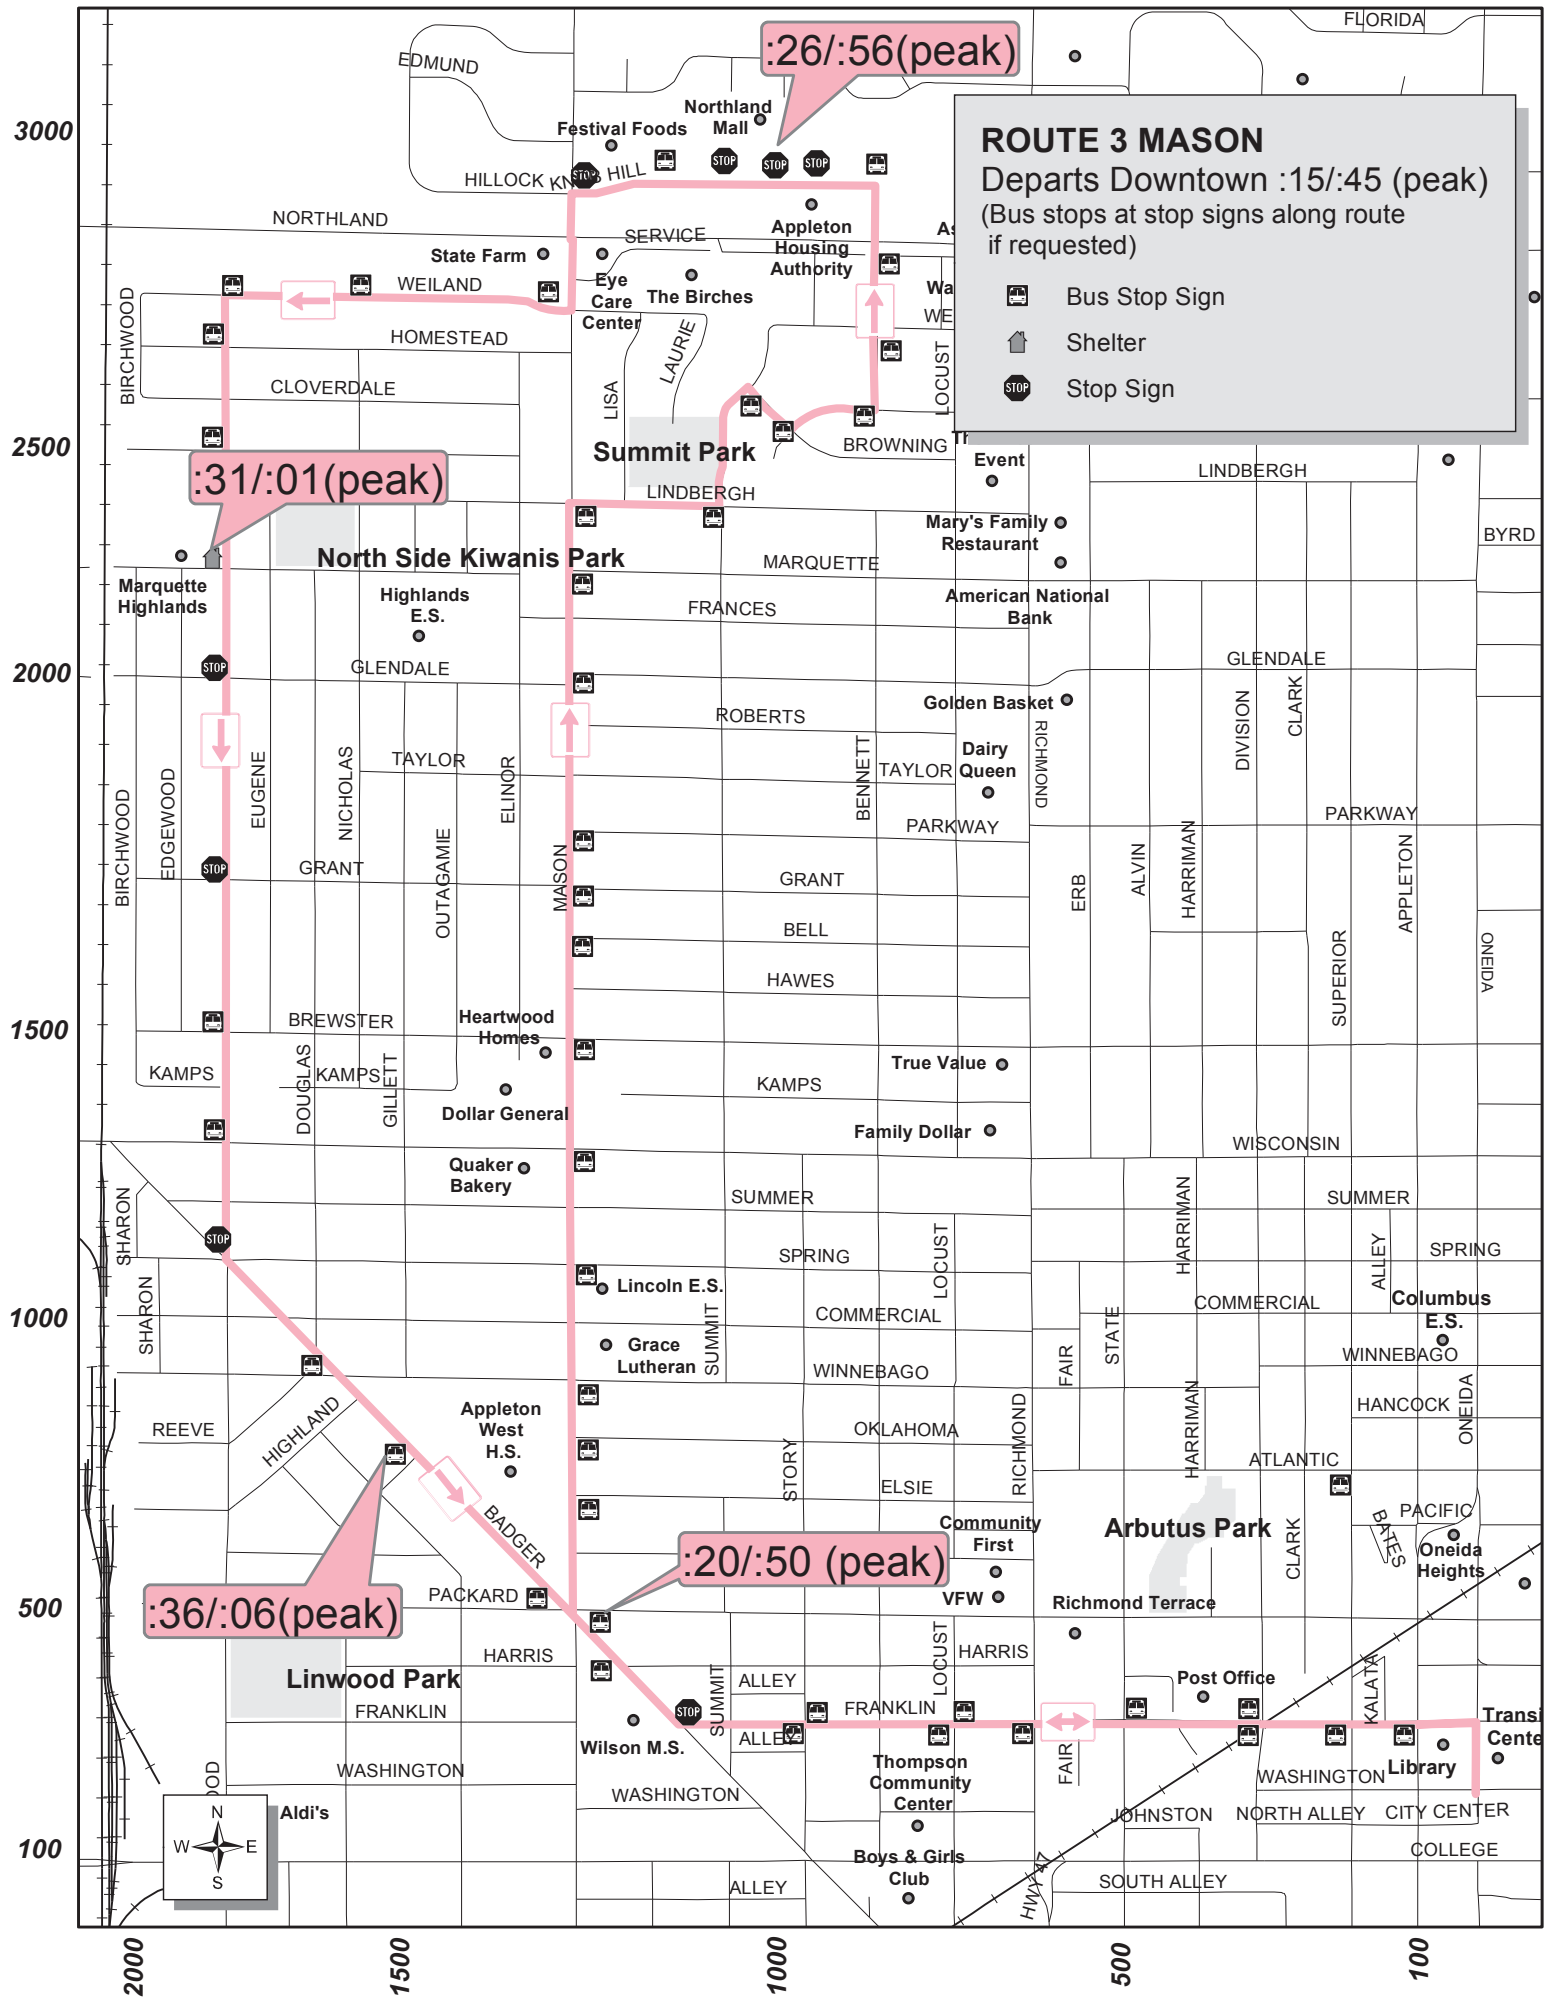 FLORIDA
:26/:56(peak)
EDMUND
Northland
Mall
Festival Foods
3000
ROUTE 3 MASON
Departs Downtown :15/:45 (peak)
(Bus stops at stop signs along route
if requested)
Bus Stop Sign
Shelter
STOP
Stop Sign
STOP
STOP
STOP
STOP
HILLOCK
KNOB HILL
NORTHLAND
SERVICE
Appleton
Housing
Authority
State Farm
Eye
Care
Center
The Birches
WEILAND
BIRCHWOOD
HOMESTEAD
CLOVERDALE
LISA
LAURIE
LOCUST
WE
2500
Summit Park
BROWNING
Event
LINDBERGH
LINDBERGH
:31/:01(peak)
Mary's Family
Restaurant
BYRD
North Side Kiwanis Park
MARQUETTE
Marquette
Highlands
Highlands
E.S.
FRANCES
American National
Bank
2000
STOP
GLENDALE
GLENDALE
Golden Basket
ROBERTS
RICHMOND
DIVISION
CLARK
Dairy
Queen
TAYLOR
TAYLOR
BENNETT
BIRCHWOOD
EDGEWOOD
EUGENE
NICHOLAS
OUTAGAMIE
ELINOR
MASON
PARKWAY
PARKWAY
STOP
GRANT
GRANT
ERB
ALVIN
HARRIMAN
APPLETON
BELL
SUPERIOR
ONEIDA
HAWES
1500
BREWSTER
Heartwood
Homes
KAMPS
DOUGLAS
KAMPS
GILLETT
True Value
KAMPS
Dollar General
Family Dollar
WISCONSIN
Quaker
Bakery
SUMMER
SUMMER
SHARON
STOP
SPRING
LOCUST
HARRIMAN
ALLEY
SPRING
SHARON
Lincoln E.S.
1000
COMMERCIAL
COMMERCIAL
Columbus
E.S.
SUMMIT
Grace
Lutheran
FAIR
STATE
WINNEBAGO
WINNEBAGO
REEVE
HIGHLAND
Appleton
West
H.S.
OKLAHOMA
RICHMOND
HARRIMAN
HANCOCK
ONEIDA
STORY
ATLANTIC
ELSIE
PACIFIC
BADGER
Community
First
Arbutus Park
CLARK
BATES
Oneida
Heights
:20/:50 (peak)
500
:36/:06(peak)
PACKARD
VFW
Richmond Terrace
HARRIS
LOCUST
HARRIS
Linwood Park
SUMMIT
ALLEY
Post Office
KALATA
FRANKLIN
STOP
FRANKLIN
Transi
Cente
Wilson M.S.
ALLEY
WASHINGTON
Thompson
Community
Center
FAIR
WASHINGTON
Library
WASHINGTON
OOD
Aldi's
N
W
E
S
JOHNSTON
NORTH ALLEY
CITY CENTER
100
Boys & Girls
Club
HWY 47
COLLEGE
ALLEY
SOUTH ALLEY
2000
1500
1000
500
100